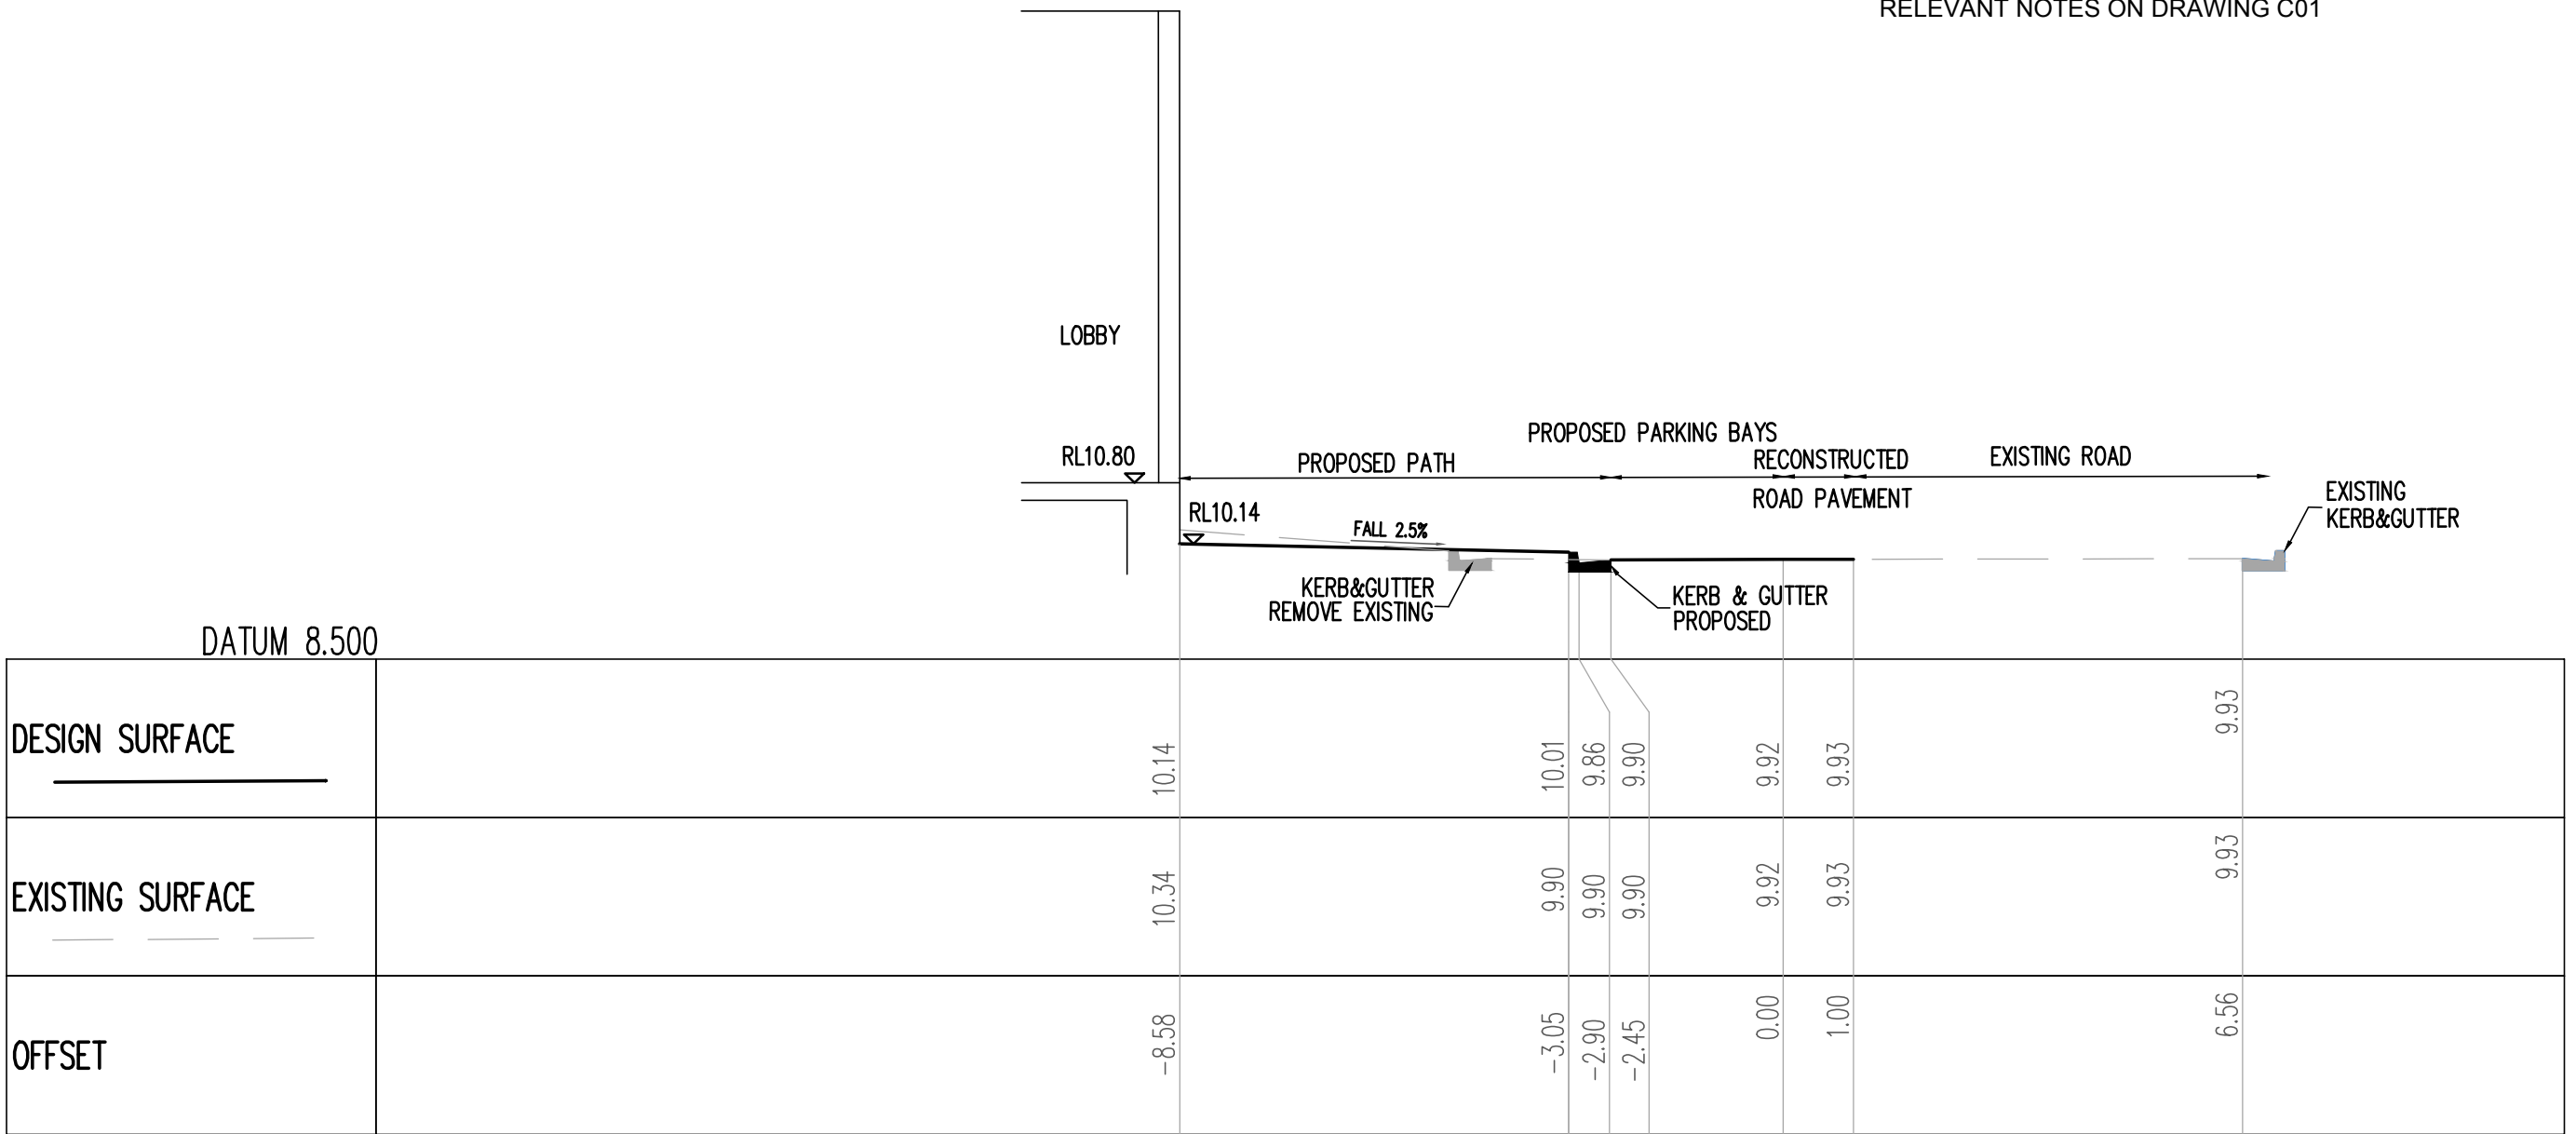 RELEVANT NOTES ON DRAWING C01
LOBBY
RL10.80
PROPOSED PATH
PROPOSED PARKING BAYS
RECONSTRUCTED
ROAD PAVEMENT
EXISTING ROAD
EXISTING
KERB&GUTTER
RL10.14
FALL 2.5%
KERB&GUTTER
REMOVE EXISTING
KERB & GUTTER
PROPOSED
DATUM 8.500
DESIGN SURFACE
10.14
10.01
9.86
9.90
9.92
9.93
9.93
EXISTING SURFACE
10.34
9.90
9.90
9.90
9.92
9.93
9.93
OFFSET
-8.58
-3.05
-2.90
-2.45
0.00
1.00
6.56